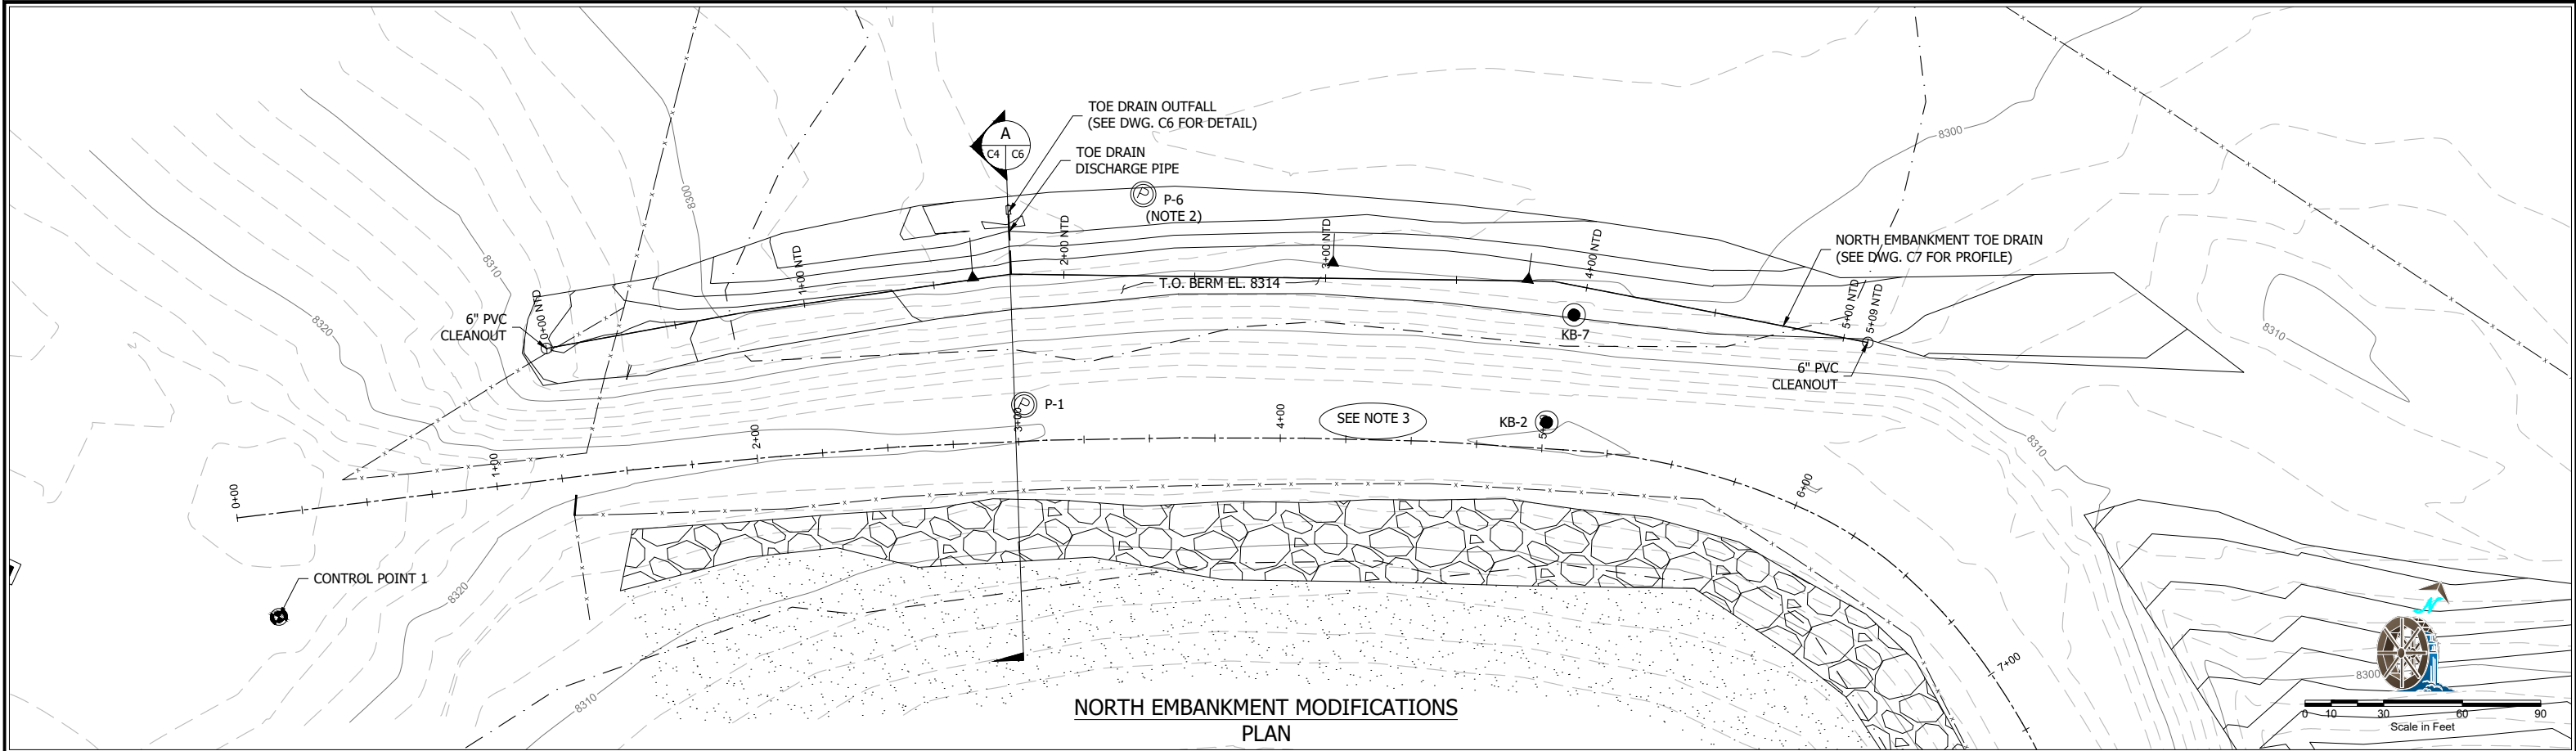 TOE DRAIN OUTFALL
(SEE DWG. C6 FOR DETAIL)
A
C4 C6
TOE DRAIN
DISCHARGE PIPE
8300
8300
P-6
(NOTE 2)
2+00 NTD
3+00 NTD
1+00 NTD
4+00 NTD
NORTH EMBANKMENT TOE DRAIN
(SEE DWG. C7 FOR PROFILE)
8310
T.O. BERM EL. 8314
0+00 NTD
5+00 NTD
5+09 NTD
6" PVC
CLEANOUT
8320
KB-7
8310
6" PVC
CLEANOUT
P-1
3+00
4+00
SEE NOTE 3
KB-2
5+00
2+00
1+00
0+00
8310
6+00
CONTROL POINT 1
8320
7+00
8310
8300
N
NORTH EMBANKMENT MODIFICATIONS
PLAN
0 10 30 60 90
Scale in Feet